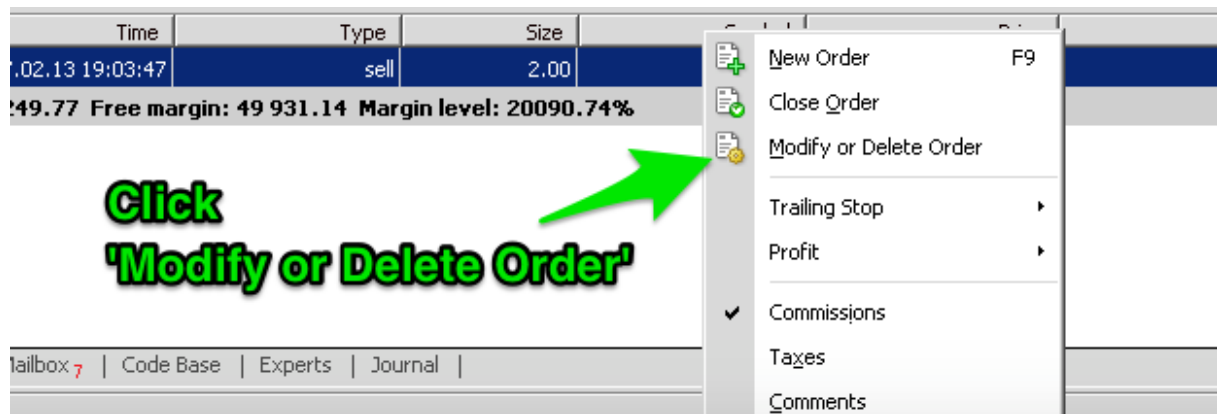 Time Type Size
.02.13 19:03:47 sell 2.00
249.77 Free margin: 49 931.14 Margin level: 20090.74%
New Order F9
Close Order
Modify or Delete Order
Trailing Stop
Profit
Commissions
Taxes
Comments
Click
'Modify or Delete Order'
Mailbox 7 | Code Base | Experts | Journal |